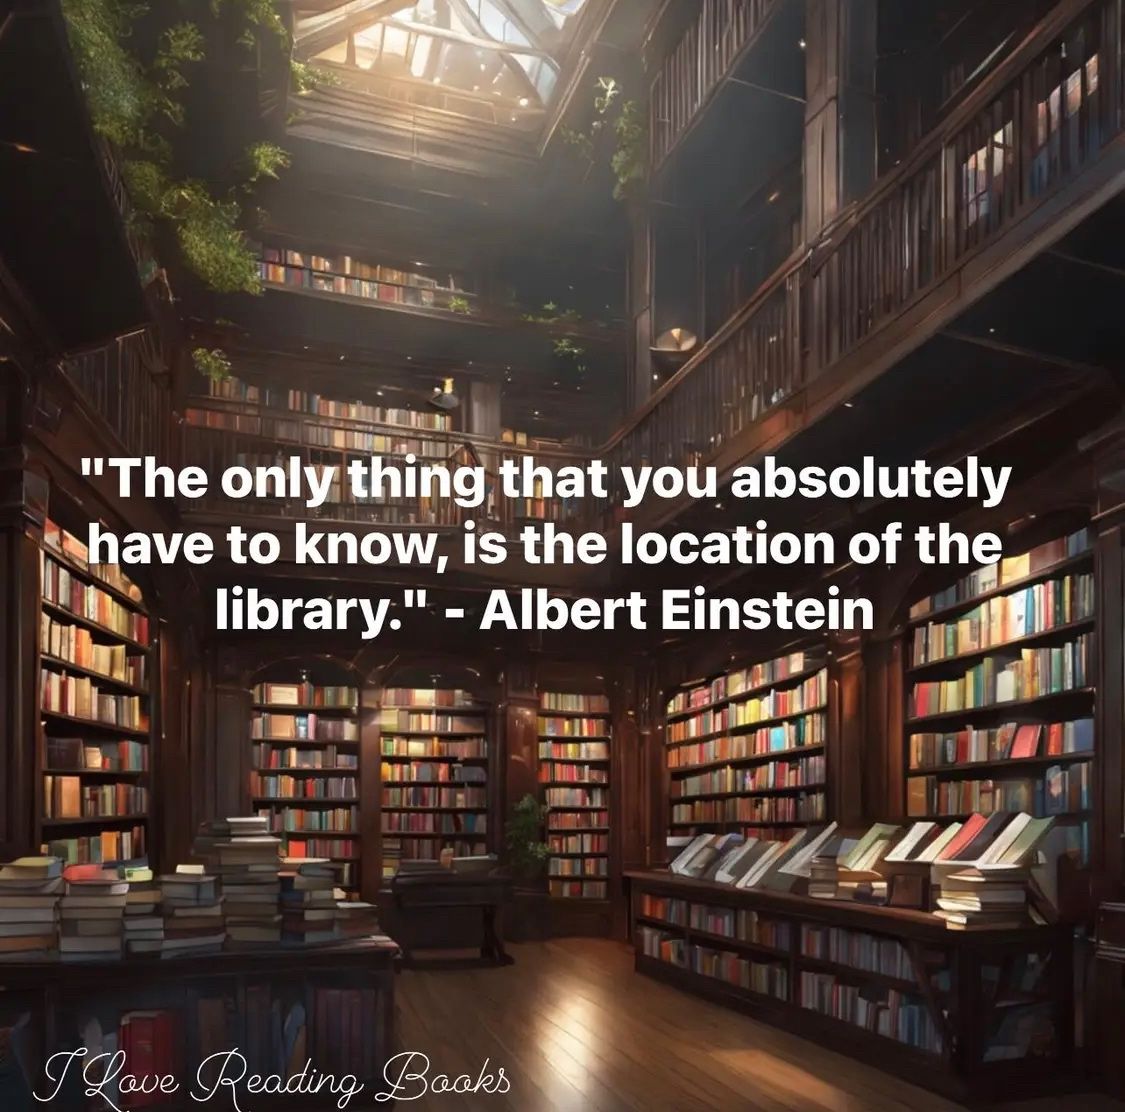 "The only thing that you absolutely
have to know, is the location of the
library." - Albert Einstein
I Love Reading Books